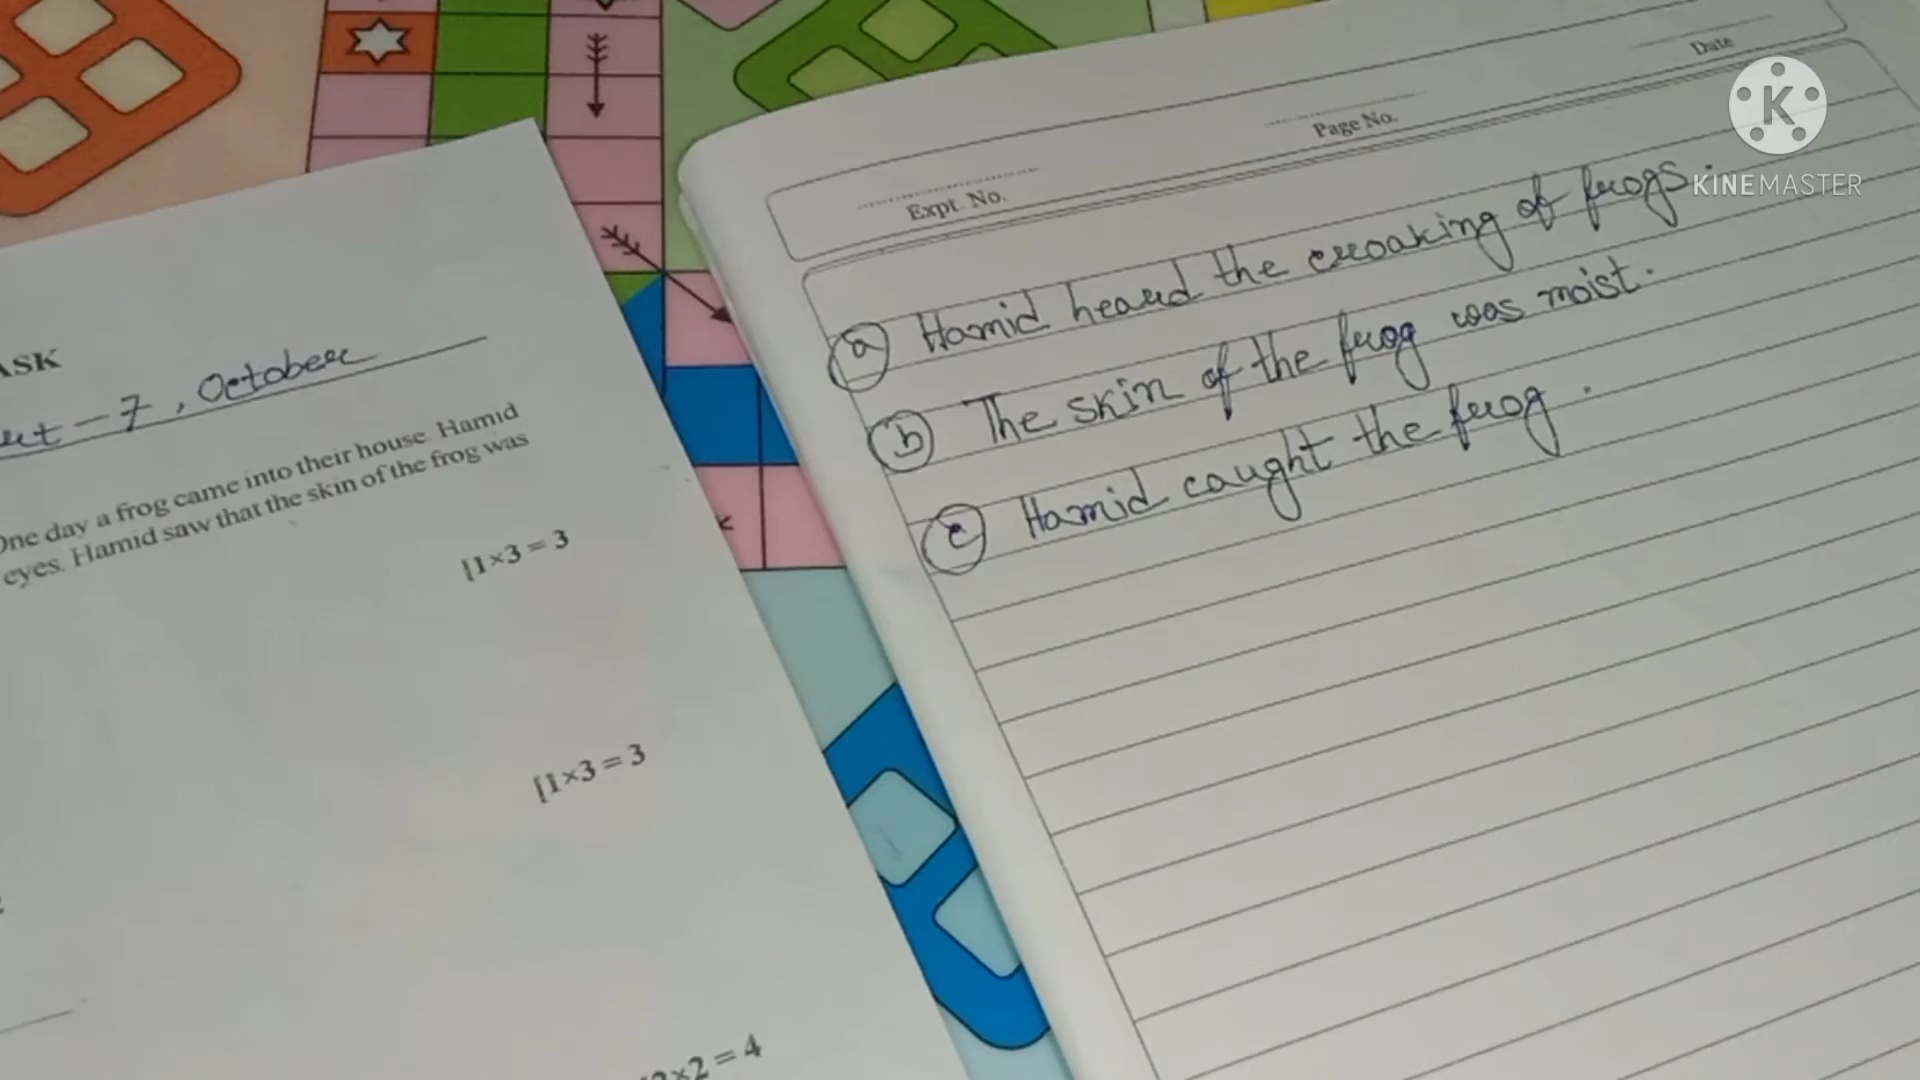 ASK
- 7, October
One day a frog came into their house. Hamid
eyes. Hamid saw that the skin of the frog was
[1×3 = 3
[1×3 = 3
2×2 = 4
Expt No.
Page No.
Date
KINEMASTER
a Hamid heard the croaking of frogs
b The skin of the frog was moist.
c Hamid caught the frog.